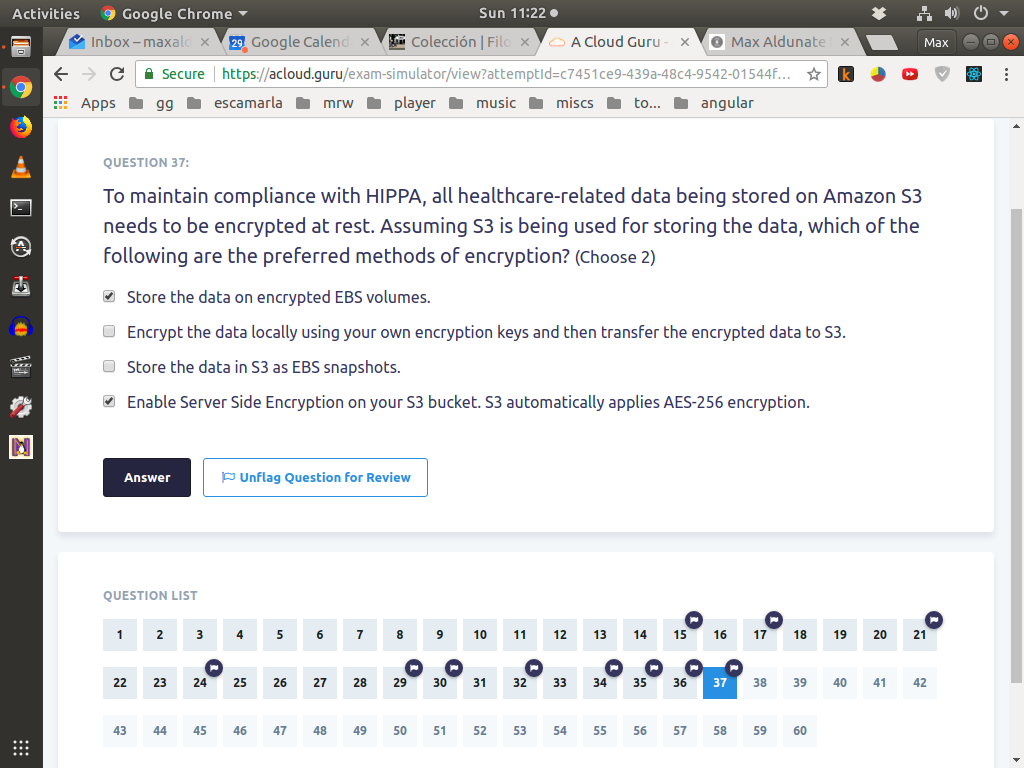 Activities Google Chrome Sun 11:22 Max
Inbox – maxald Google Calend Colección | Filo A Cloud Guru - Max Aldunate
Secure https://acloud.guru/exam-simulator/view?attemptId=c7451ce9-439a-48c4-9542-01544f...
Apps gg escamarla mrw player music miscs to... angular
QUESTION 37:
To maintain compliance with HIPPA, all healthcare-related data being stored on Amazon S3
needs to be encrypted at rest. Assuming S3 is being used for storing the data, which of the
following are the preferred methods of encryption? (Choose 2)
Store the data on encrypted EBS volumes.
Encrypt the data locally using your own encryption keys and then transfer the encrypted data to S3.
Store the data in S3 as EBS snapshots.
Enable Server Side Encryption on your S3 bucket. S3 automatically applies AES-256 encryption.
Answer Unflag Question for Review
QUESTION LIST
1 2 3 4 5 6 7 8 9 10 11 12 13 14 15 16 17 18 19 20 21
22 23 24 25 26 27 28 29 30 31 32 33 34 35 36 37 38 39 40 41 42
43 44 45 46 47 48 49 50 51 52 53 54 55 56 57 58 59 60